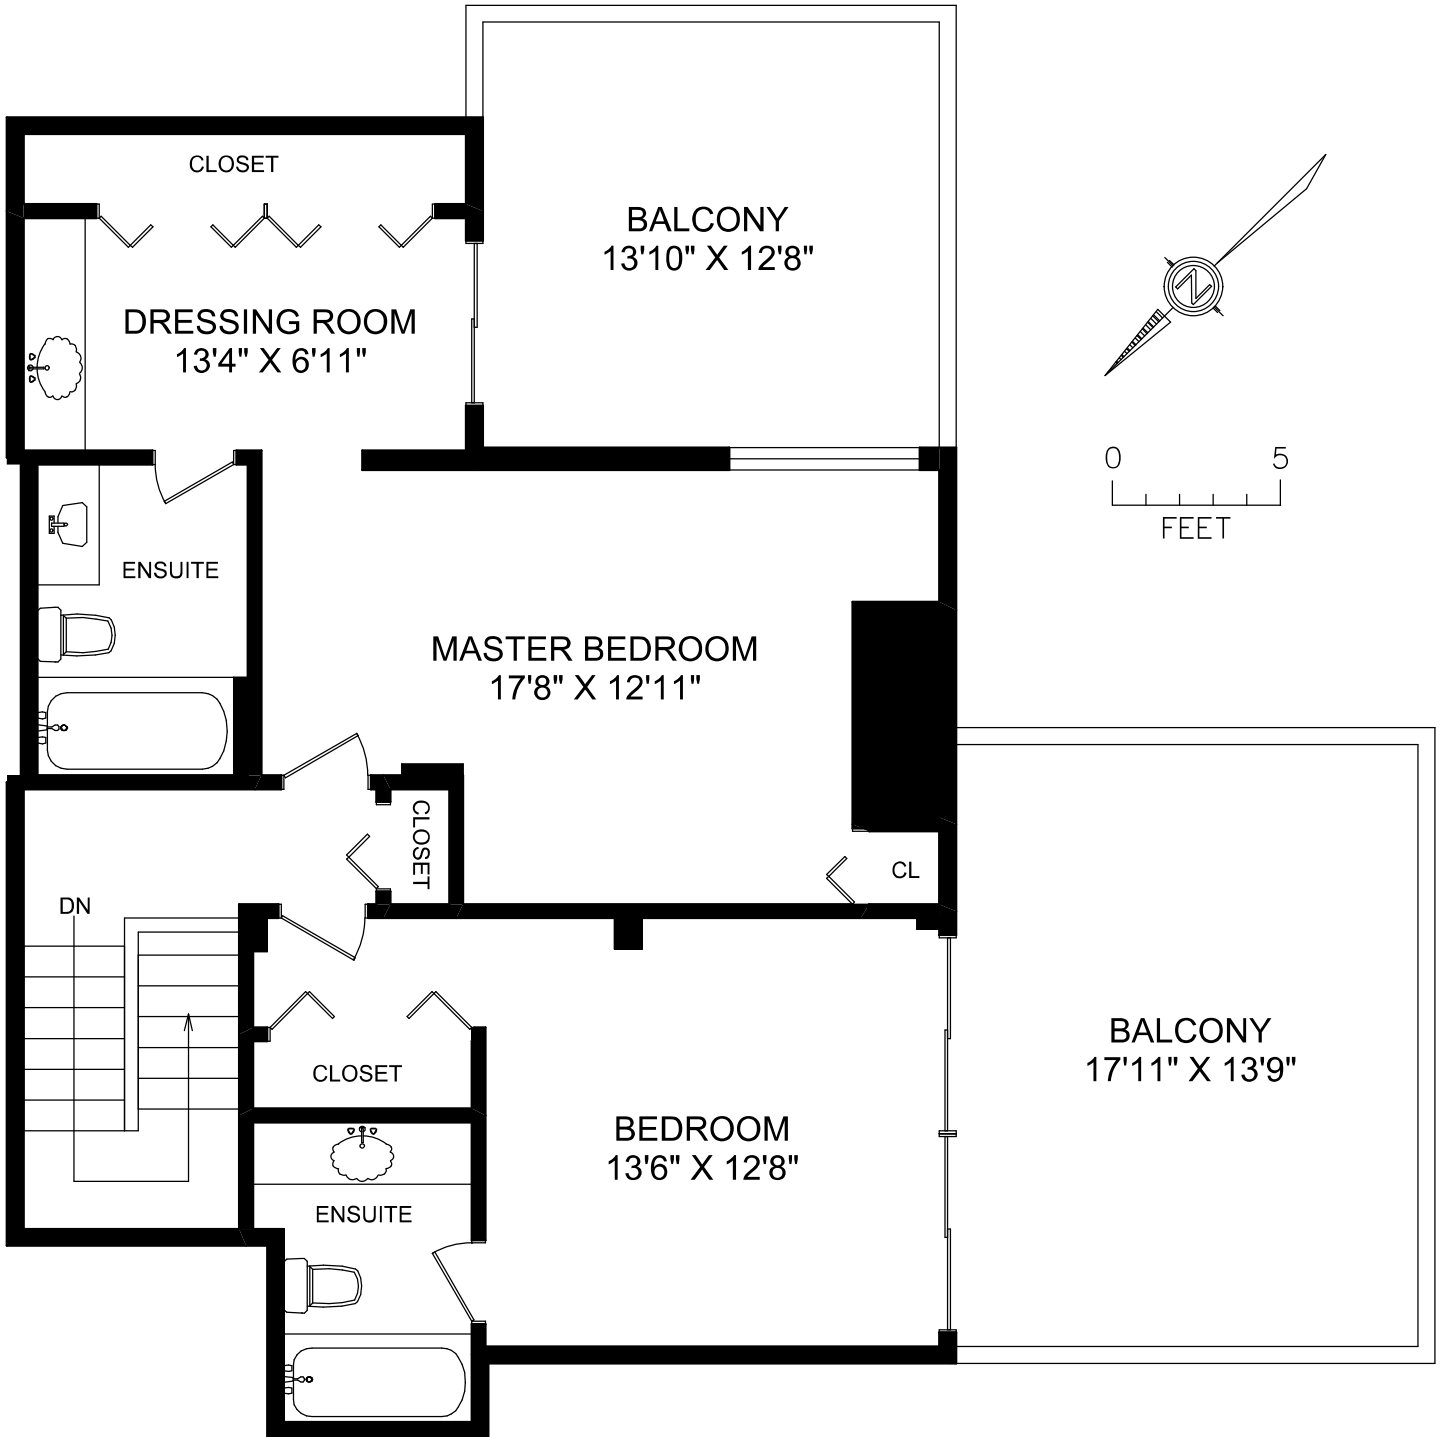 CLOSET
BALCONY
13'10" X 12'8"
DRESSING ROOM
13'4" X 6'11"
N
0 5
FEET
ENSUITE
MASTER BEDROOM
17'8" X 12'11"
CLOSET
CL
DN
BALCONY
17'11" X 13'9"
CLOSET
BEDROOM
13'6" X 12'8"
ENSUITE